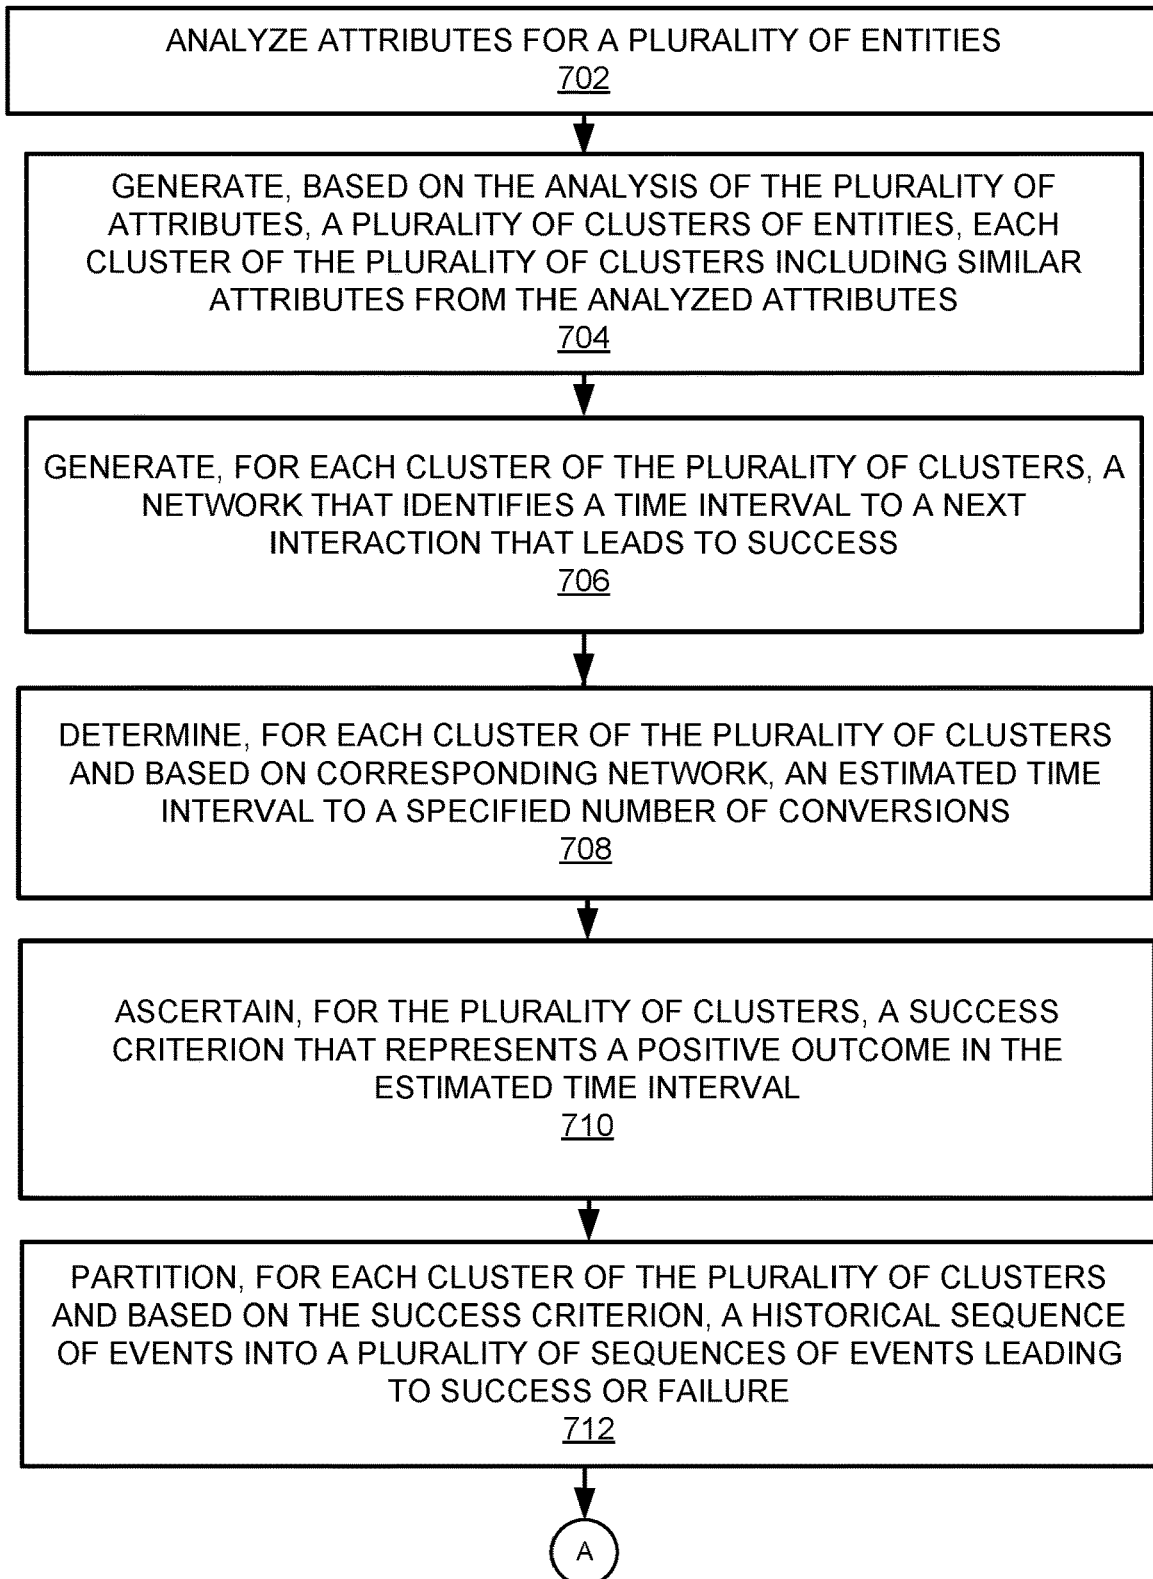 ANALYZE ATTRIBUTES FOR A PLURALITY OF ENTITIES
702
GENERATE, BASED ON THE ANALYSIS OF THE PLURALITY OF
ATTRIBUTES, A PLURALITY OF CLUSTERS OF ENTITIES, EACH
CLUSTER OF THE PLURALITY OF CLUSTERS INCLUDING SIMILAR
ATTRIBUTES FROM THE ANALYZED ATTRIBUTES
704
GENERATE, FOR EACH CLUSTER OF THE PLURALITY OF CLUSTERS, A
NETWORK THAT IDENTIFIES A TIME INTERVAL TO A NEXT
INTERACTION THAT LEADS TO SUCCESS
706
DETERMINE, FOR EACH CLUSTER OF THE PLURALITY OF CLUSTERS
AND BASED ON CORRESPONDING NETWORK, AN ESTIMATED TIME
INTERVAL TO A SPECIFIED NUMBER OF CONVERSIONS
708
ASCERTAIN, FOR THE PLURALITY OF CLUSTERS, A SUCCESS
CRITERION THAT REPRESENTS A POSITIVE OUTCOME IN THE
ESTIMATED TIME INTERVAL
710
PARTITION, FOR EACH CLUSTER OF THE PLURALITY OF CLUSTERS
AND BASED ON THE SUCCESS CRITERION, A HISTORICAL SEQUENCE
OF EVENTS INTO A PLURALITY OF SEQUENCES OF EVENTS LEADING
TO SUCCESS OR FAILURE
712
A